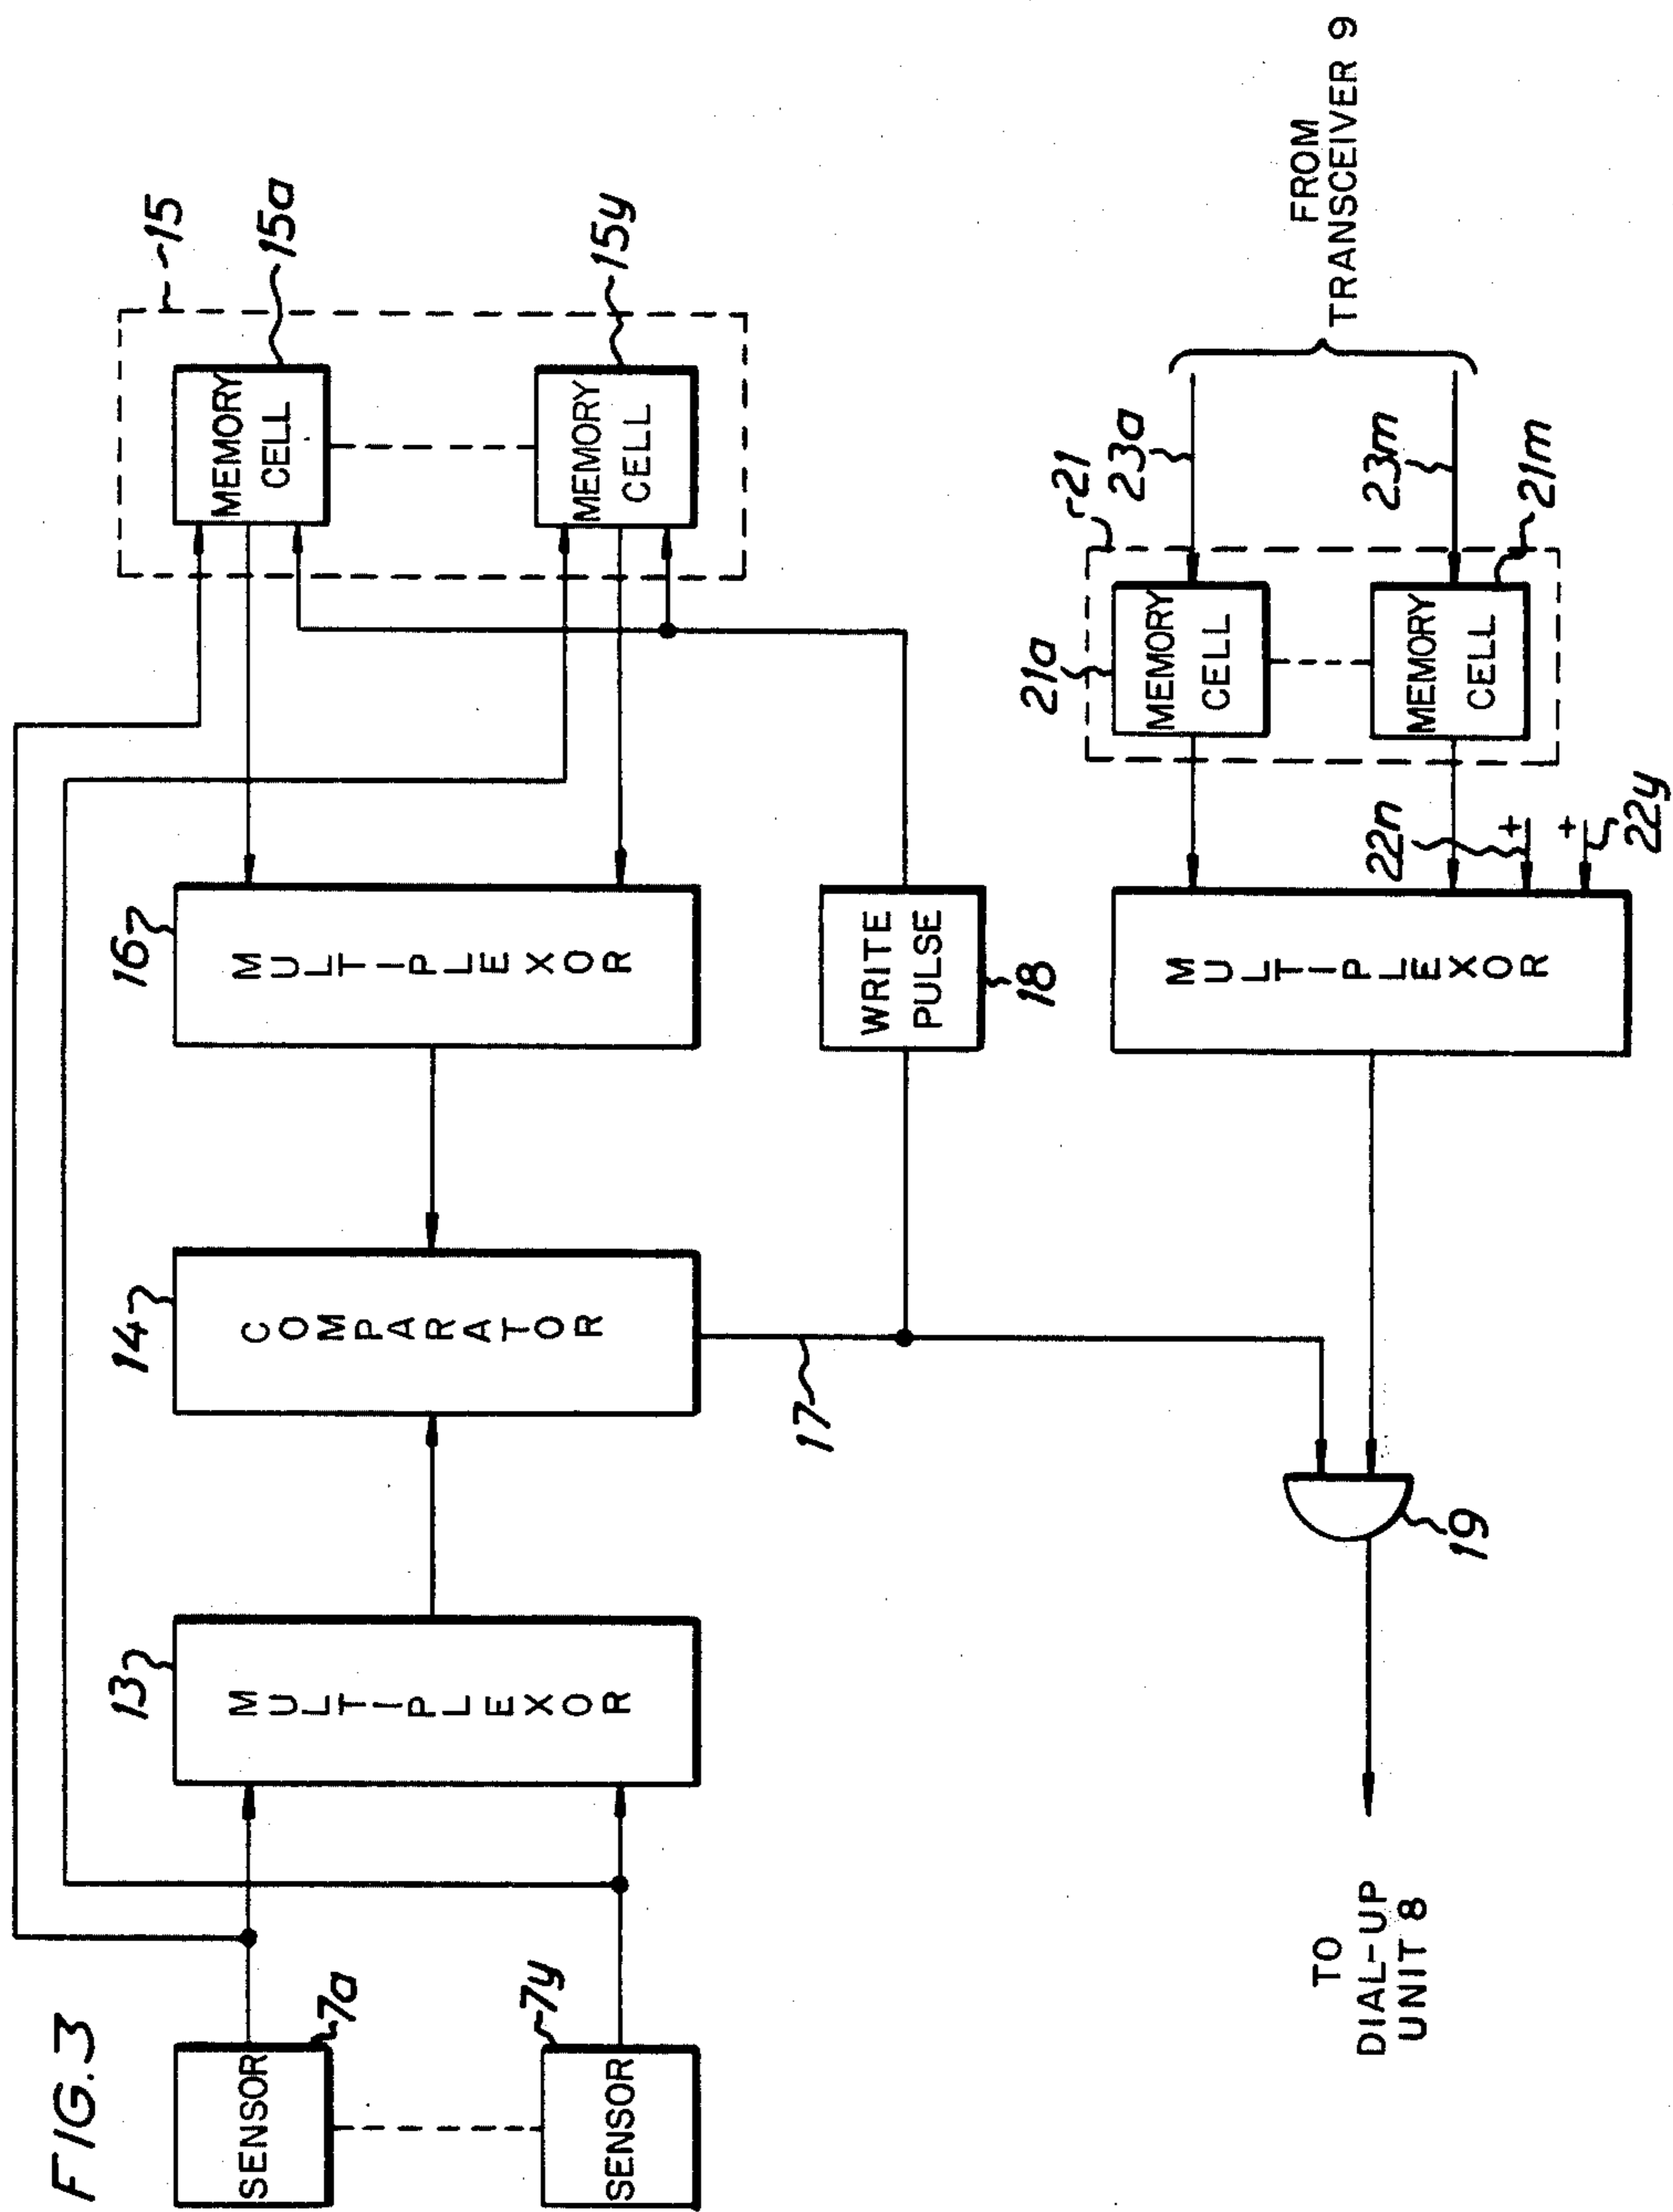 FIG.3
SENSOR
7a
SENSOR
7y
13
MULTIPLEXOR
14
COMPARATOR
16
MULTIPLEXOR
15
MEMORY
CELL
15a
MEMORY
CELL
15y
17
WRITE
PULSE
18
TO
DIAL-UP
UNIT 8
19
MULTIPLEXOR
22n
+
+
22y
21
21a
MEMORY
CELL
MEMORY
CELL
21m
23a
23m
FROM
TRANSCEIVER 9